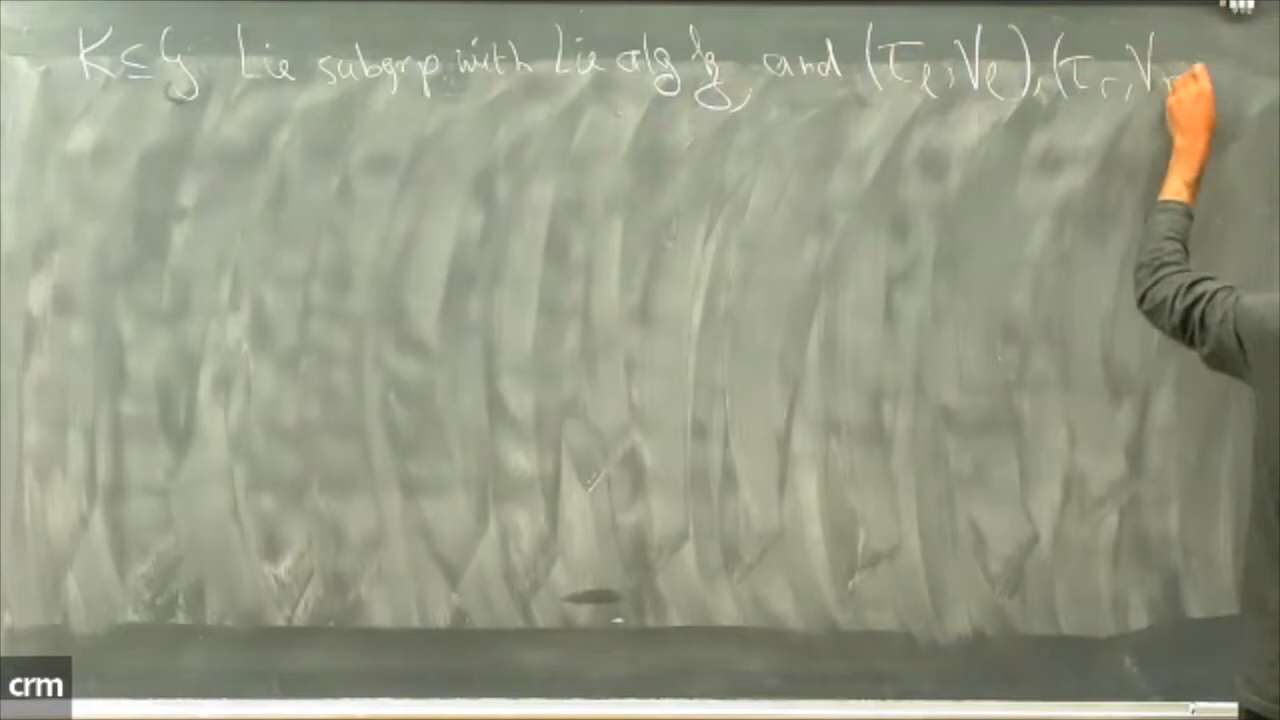 - K ⊆ G Lie subgrp. with Lie alg 𝔨, and (τ_ℓ, V_ℓ), (τ_r, V_r
crm